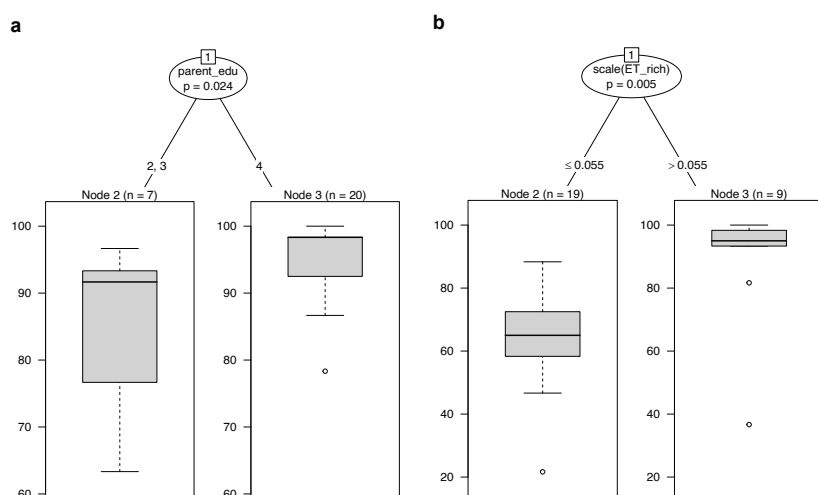 a
1
parent_edu
p = 0.024
2, 3
4
Node 2 (n = 7)
Node 3 (n = 20)
100
90
80
70
60
100
90
80
70
60
b
1
scale(ET_rich)
p = 0.005
≤ 0.055
> 0.055
Node 2 (n = 19)
Node 3 (n = 9)
100
80
60
40
20
100
80
60
40
20